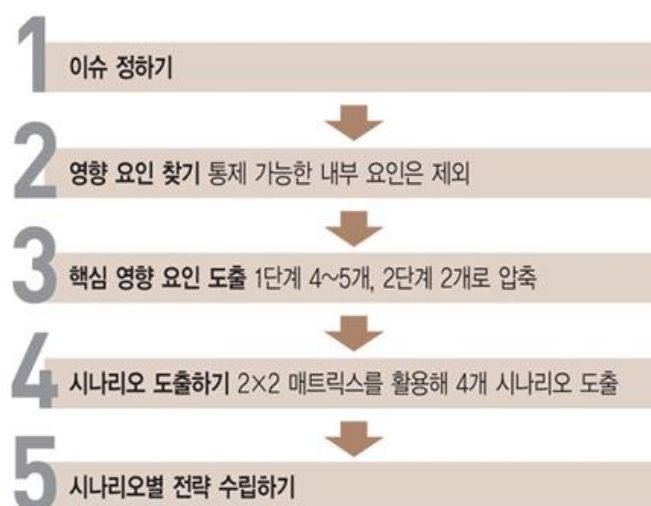 1 이슈 정하기
2 영향 요인 찾기 통제 가능한 내부 요인은 제외
3 핵심 영향 요인 도출 1단계 4~5개, 2단계 2개로 압축
4 시나리오 도출하기 2×2 매트릭스를 활용해 4개 시나리오 도출
5 시나리오별 전략 수립하기